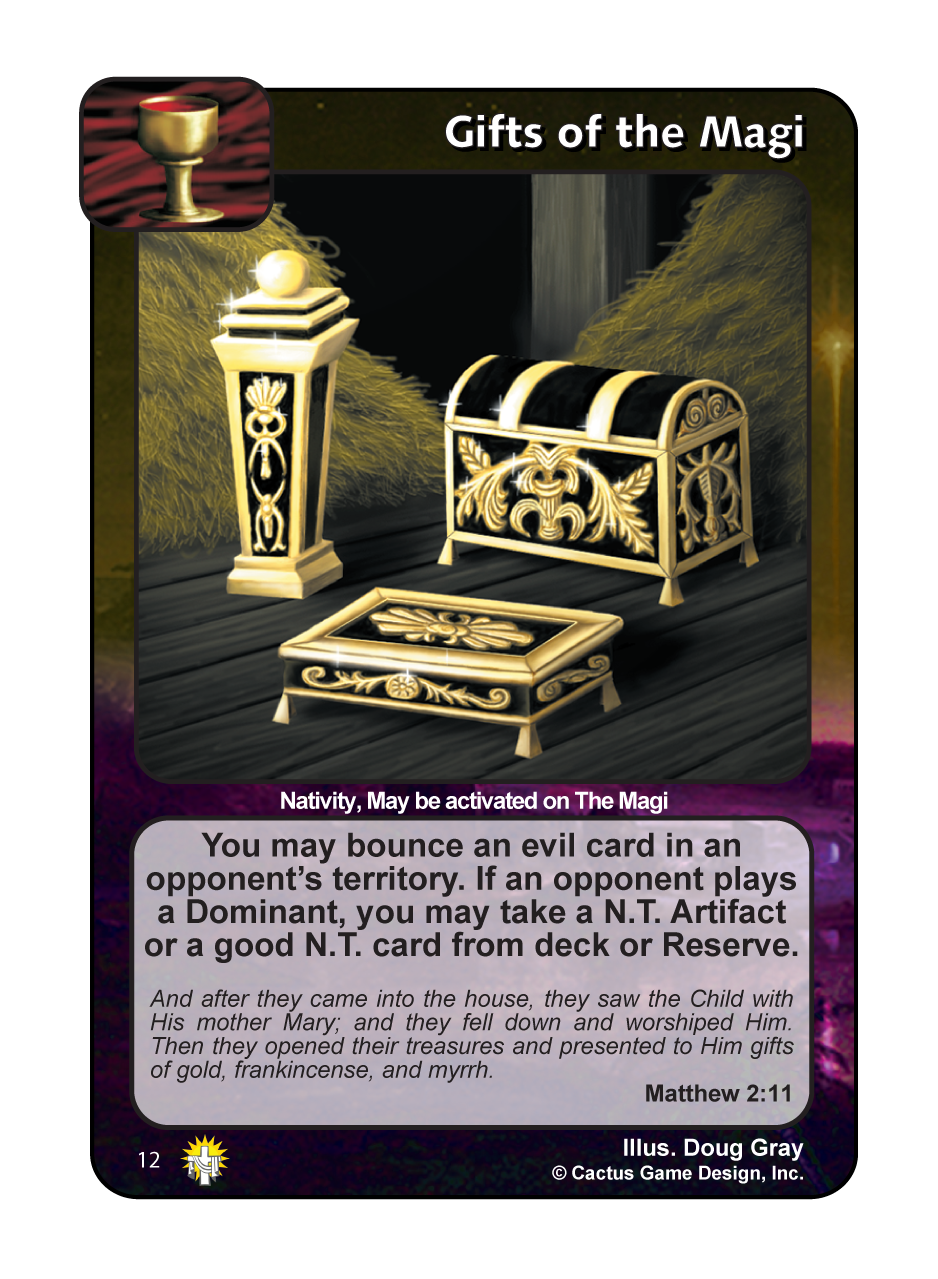 Gifts of the Magi
Nativity, May be activated on The Magi
You may bounce an evil card in an
opponent’s territory. If an opponent plays
a Dominant, you may take a N.T. Artifact
or a good N.T. card from deck or Reserve.
And after they came into the house, they saw the Child with
His mother Mary; and they fell down and worshiped Him.
Then they opened their treasures and presented to Him gifts
of gold, frankincense, and myrrh.
Matthew 2:11
12
Illus. Doug Gray
© Cactus Game Design, Inc.